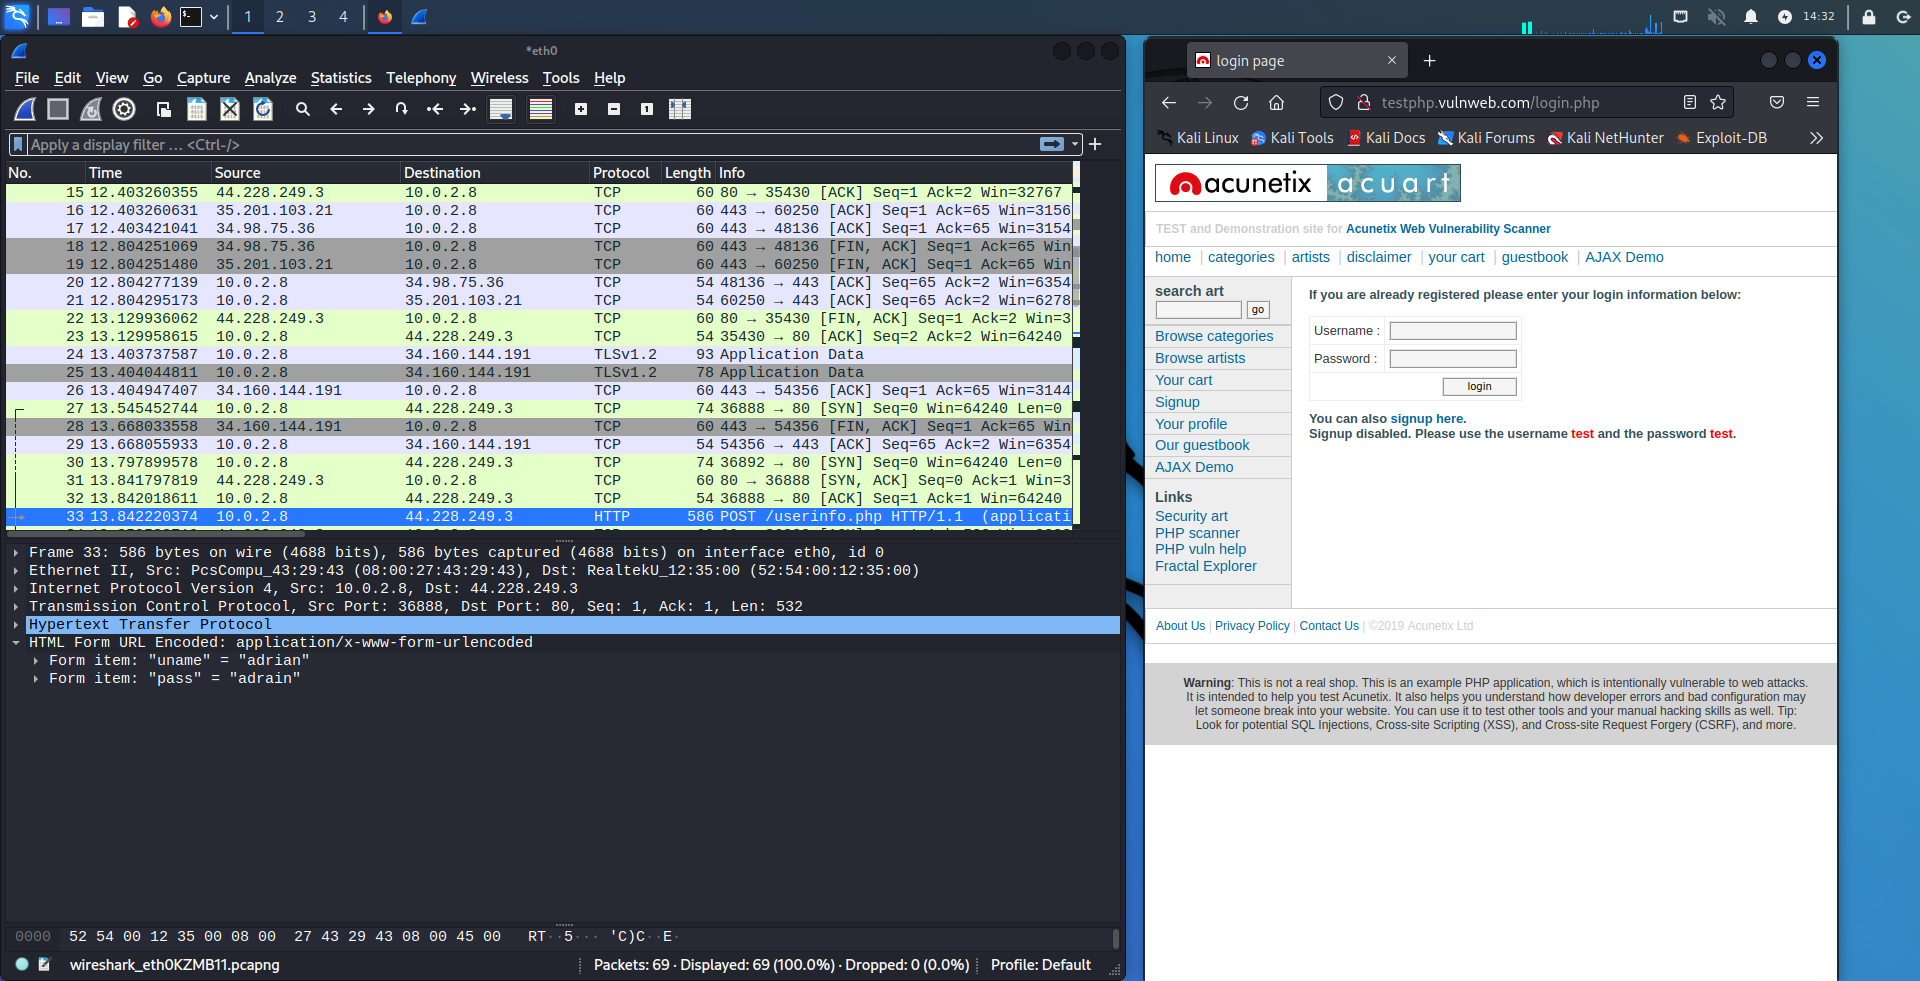 1 2 3 4 14:32
*eth0
File Edit View Go Capture Analyze Statistics Telephony Wireless Tools Help
Apply a display filter ... <Ctrl-/>
No. Time Source Destination Protocol Length Info
15 12.403260355 44.228.249.3 10.0.2.8 TCP 60 80 → 35430 [ACK] Seq=1 Ack=2 Win=32767
16 12.403260631 35.201.103.21 10.0.2.8 TCP 60 443 → 60250 [ACK] Seq=1 Ack=65 Win=3156
17 12.403421041 34.98.75.36 10.0.2.8 TCP 60 443 → 48136 [ACK] Seq=1 Ack=65 Win=3154
18 12.804251069 34.98.75.36 10.0.2.8 TCP 60 443 → 48136 [FIN, ACK] Seq=1 Ack=65 Win
19 12.804251480 35.201.103.21 10.0.2.8 TCP 60 443 → 60250 [FIN, ACK] Seq=1 Ack=65 Win
20 12.804277139 10.0.2.8 34.98.75.36 TCP 54 48136 → 443 [ACK] Seq=65 Ack=2 Win=6354
21 12.804295173 10.0.2.8 35.201.103.21 TCP 54 60250 → 443 [ACK] Seq=65 Ack=2 Win=6278
22 13.129936062 44.228.249.3 10.0.2.8 TCP 60 80 → 35430 [FIN, ACK] Seq=1 Ack=2 Win=3
23 13.129958615 10.0.2.8 44.228.249.3 TCP 54 35430 → 80 [ACK] Seq=2 Ack=2 Win=64240
24 13.403737587 10.0.2.8 34.160.144.191 TLSv1.2 93 Application Data
25 13.404044811 10.0.2.8 34.160.144.191 TLSv1.2 78 Application Data
26 13.404947407 34.160.144.191 10.0.2.8 TCP 60 443 → 54356 [ACK] Seq=1 Ack=65 Win=3144
27 13.545452744 10.0.2.8 44.228.249.3 TCP 74 36888 → 80 [SYN] Seq=0 Win=64240 Len=0
28 13.668033558 34.160.144.191 10.0.2.8 TCP 60 443 → 54356 [FIN, ACK] Seq=1 Ack=65 Win
29 13.668055933 10.0.2.8 34.160.144.191 TCP 54 54356 → 443 [ACK] Seq=65 Ack=2 Win=6354
30 13.797899578 10.0.2.8 44.228.249.3 TCP 74 36892 → 80 [SYN] Seq=0 Win=64240 Len=0
31 13.841797819 44.228.249.3 10.0.2.8 TCP 60 80 → 36888 [SYN, ACK] Seq=0 Ack=1 Win=3
32 13.842018611 10.0.2.8 44.228.249.3 TCP 54 36888 → 80 [ACK] Seq=1 Ack=1 Win=64240
33 13.842220374 10.0.2.8 44.228.249.3 HTTP 586 POST /userinfo.php HTTP/1.1 (applicati
Frame 33: 586 bytes on wire (4688 bits), 586 bytes captured (4688 bits) on interface eth0, id 0
Ethernet II, Src: PcsCompu_43:29:43 (08:00:27:43:29:43), Dst: RealtekU_12:35:00 (52:54:00:12:35:00)
Internet Protocol Version 4, Src: 10.0.2.8, Dst: 44.228.249.3
Transmission Control Protocol, Src Port: 36888, Dst Port: 80, Seq: 1, Ack: 1, Len: 532
Hypertext Transfer Protocol
HTML Form URL Encoded: application/x-www-form-urlencoded
Form item: "uname" = "adrian"
Form item: "pass" = "adrain"
0000 52 54 00 12 35 00 08 00 27 43 29 43 08 00 45 00 RT··5··· 'C)C··E·
wireshark_eth0KZMB11.pcapng Packets: 69 · Displayed: 69 (100.0%) · Dropped: 0 (0.0%) Profile: Default
login page
testphp.vulnweb.com/login.php
Kali Linux Kali Tools Kali Docs Kali Forums Kali NetHunter Exploit-DB
acunetix acuart
TEST and Demonstration site for Acunetix Web Vulnerability Scanner
home | categories | artists | disclaimer | your cart | guestbook | AJAX Demo
search art
go
Browse categories
Browse artists
Your cart
Signup
Your profile
Our guestbook
AJAX Demo
Links
Security art
PHP scanner
PHP vuln help
Fractal Explorer
If you are already registered please enter your login information below:
Username :
Password :
login
You can also signup here.
Signup disabled. Please use the username test and the password test.
About Us | Privacy Policy | Contact Us | ©2019 Acunetix Ltd
Warning: This is not a real shop. This is an example PHP application, which is intentionally vulnerable to web attacks.
It is intended to help you test Acunetix. It also helps you understand how developer errors and bad configuration may
let someone break into your website. You can use it to test other tools and your manual hacking skills as well. Tip:
Look for potential SQL Injections, Cross-site Scripting (XSS), and Cross-site Request Forgery (CSRF), and more.